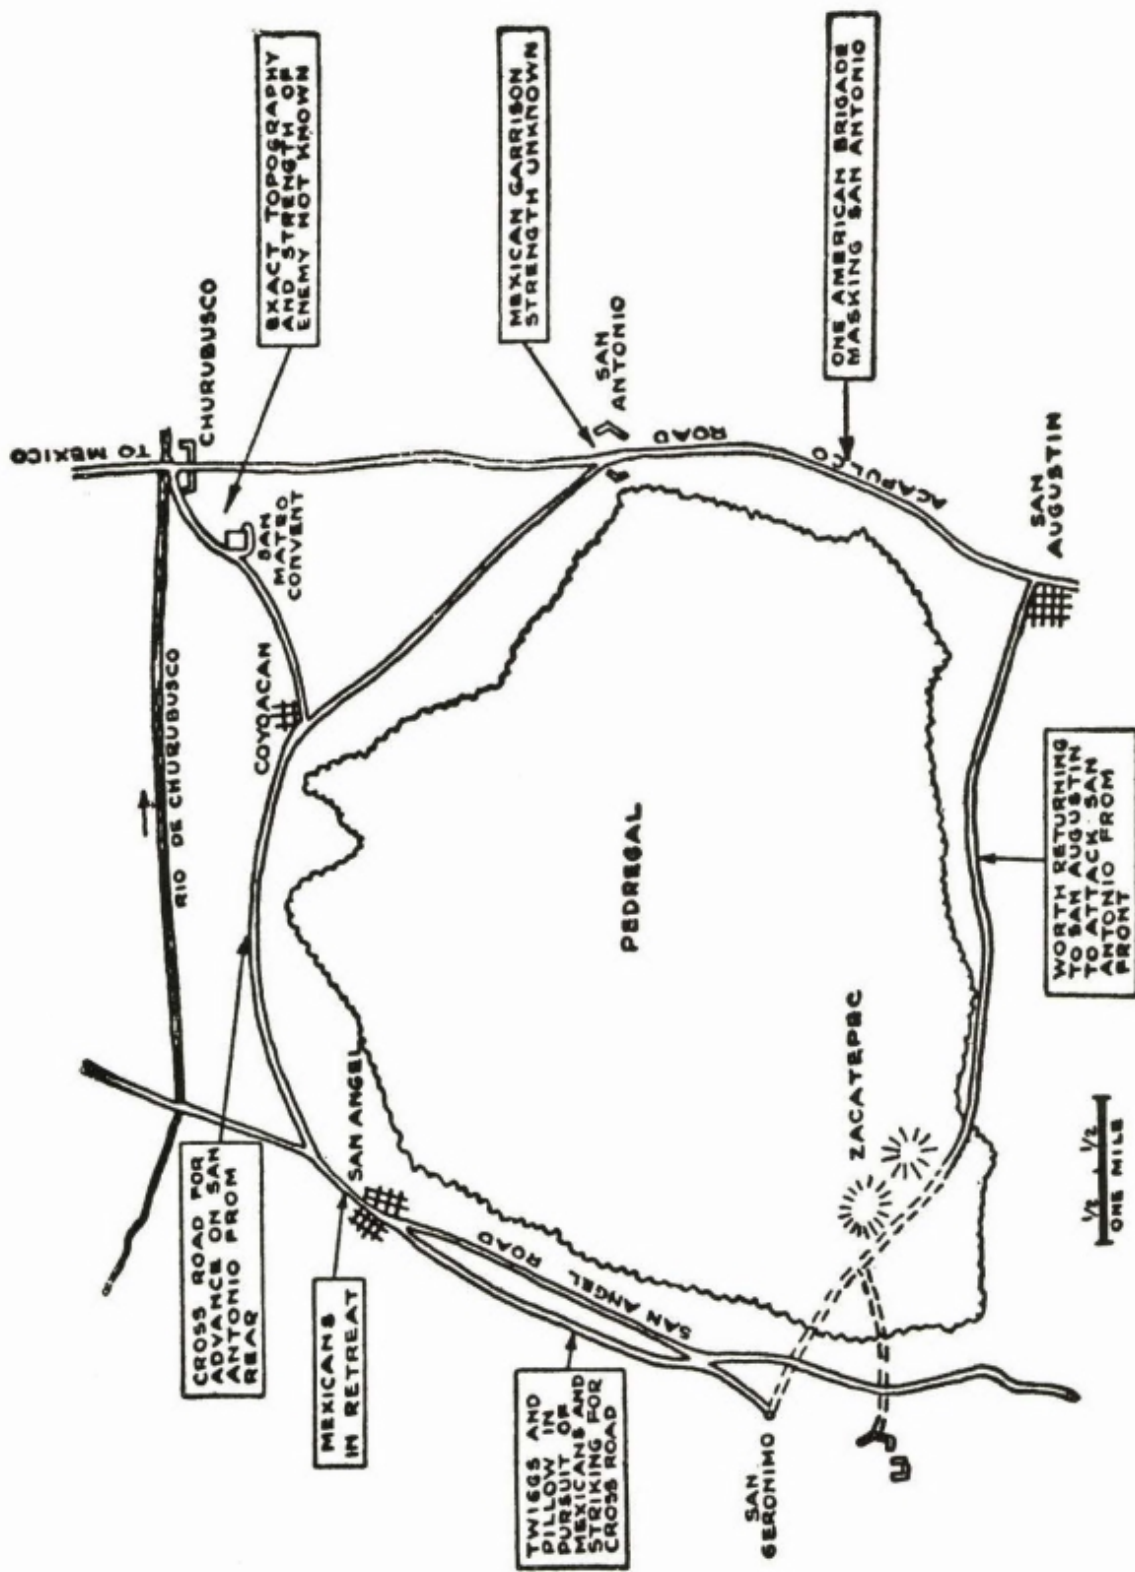 TO MEXICO
EXACT TOPOGRAPHY
AND STRENGTH OF
ENEMY NOT KNOWN
CHURUBUSCO
SAN
MATEO
CONVENT
RIO DE CHURUBUSCO
COYOACAN
CROSS ROAD FOR
ADVANCE ON SAN
ANTONIO FROM
REAR
MEXICANS
IN RETREAT
SAN ANGEL
MEXICAN GARRISON
STRENGTH UNKNOWN
SAN
ANTONIO
TWIGGS AND
PILLOW IN
PURSUIT OF
MEXICANS AND
STRIKING FOR
CROSS ROAD
SAN ANGEL ROAD
PEDREGAL
ACAPULCO ROAD
ONE AMERICAN BRIGADE
MASKING SAN ANTONIO
SAN
GERONIMO
ZACATEPEC
SAN
AUGUSTIN
WORTH RETURNING
TO SAN AUGUSTIN
TO ATTACK SAN
ANTONIO FROM
FRONT
1/2 1/2
ONE MILE